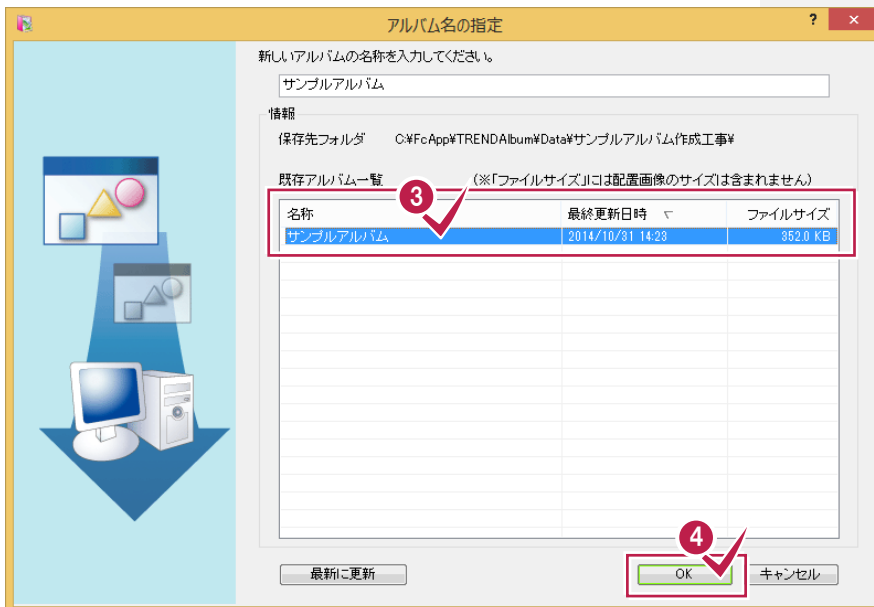 アルバム名の指定
? ×
新しいアルバムの名称を入力してください。
サンプルアルバム
情報
保存先フォルダ C:¥FcApp¥TRENDAlbum¥Data¥サンプルアルバム作成工事¥
既存アルバム一覧 (※「ファイルサイズ」には配置画像のサイズは含まれません)
3
名称 最終更新日時 ファイルサイズ
サンプルアルバム 2014/10/31 14:23 352.0 KB
4
最新に更新 OK キャンセル